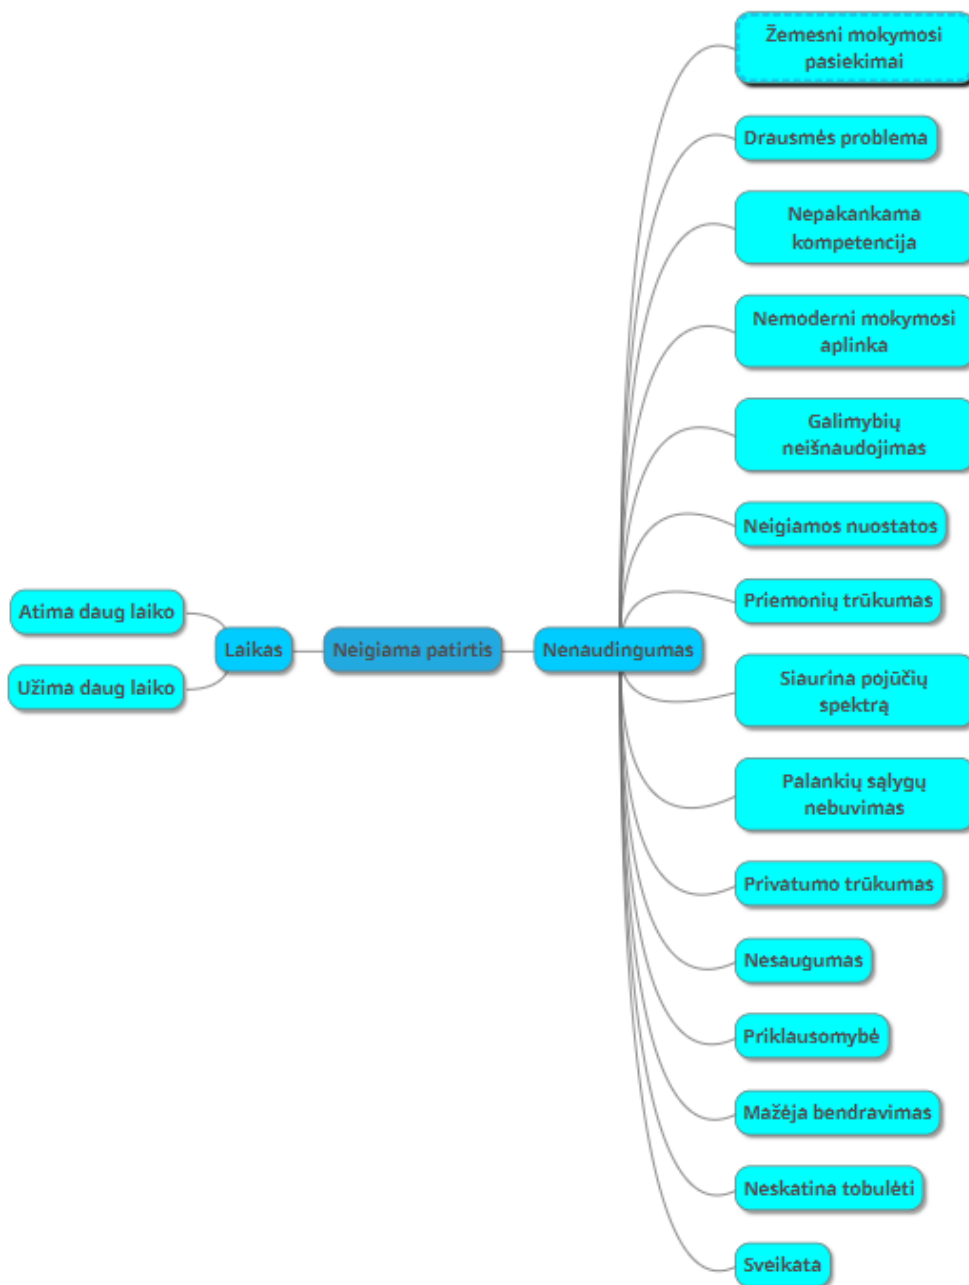 Žemesni mokymosi
pasiekimai
Drausmės problema
Nepakankama
kompetencija
Nemoderni mokymosi
aplinka
Galimybių
neišnaudojimas
Neigiamos nuostatos
Priemonių trūkumas
Atima daug laiko
Užima daug laiko
Laikas
Neigiama patirtis
Nenaudingumas
Siaurina pojūčių
spektrą
Palankių sąlygų
nebuvimas
Privatumo trūkumas
Nesaugumas
Priklausomybė
Mažėja bendravimas
Neskatina tobulėti
Sveikata